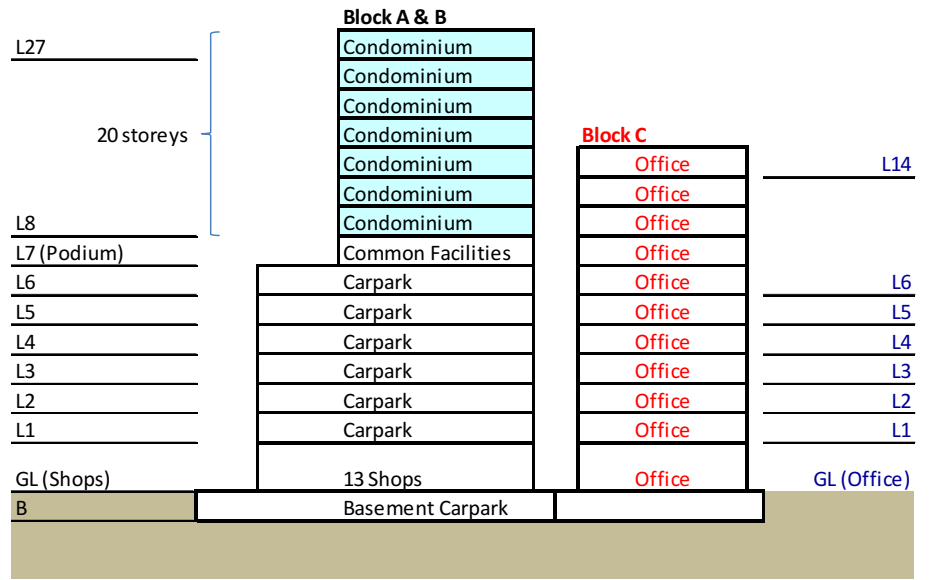 Block A & B
L27 Condominium
Condominium
Condominium
20 storeys Condominium Block C
Condominium Office L14
Condominium Office
L8 Condominium Office
L7 (Podium) Common Facilities Office
L6 Carpark Office L6
L5 Carpark Office L5
L4 Carpark Office L4
L3 Carpark Office L3
L2 Carpark Office L2
L1 Carpark Office L1
GL (Shops) 13 Shops Office GL (Office)
B Basement Carpark